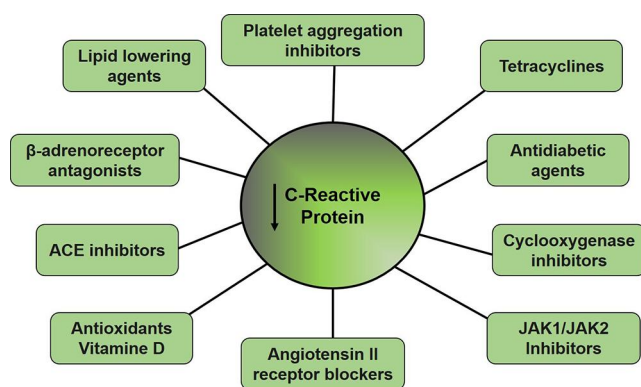 Platelet aggregation
inhibitors
Lipid lowering
agents
Tetracyclines
β-adrenoreceptor
antagonists
Antidiabetic
agents
↓ C-Reactive
Protein
ACE inhibitors
Cyclooxygenase
inhibitors
Antioxidants
Vitamine D
JAK1/JAK2
Inhibitors
Angiotensin II
receptor blockers